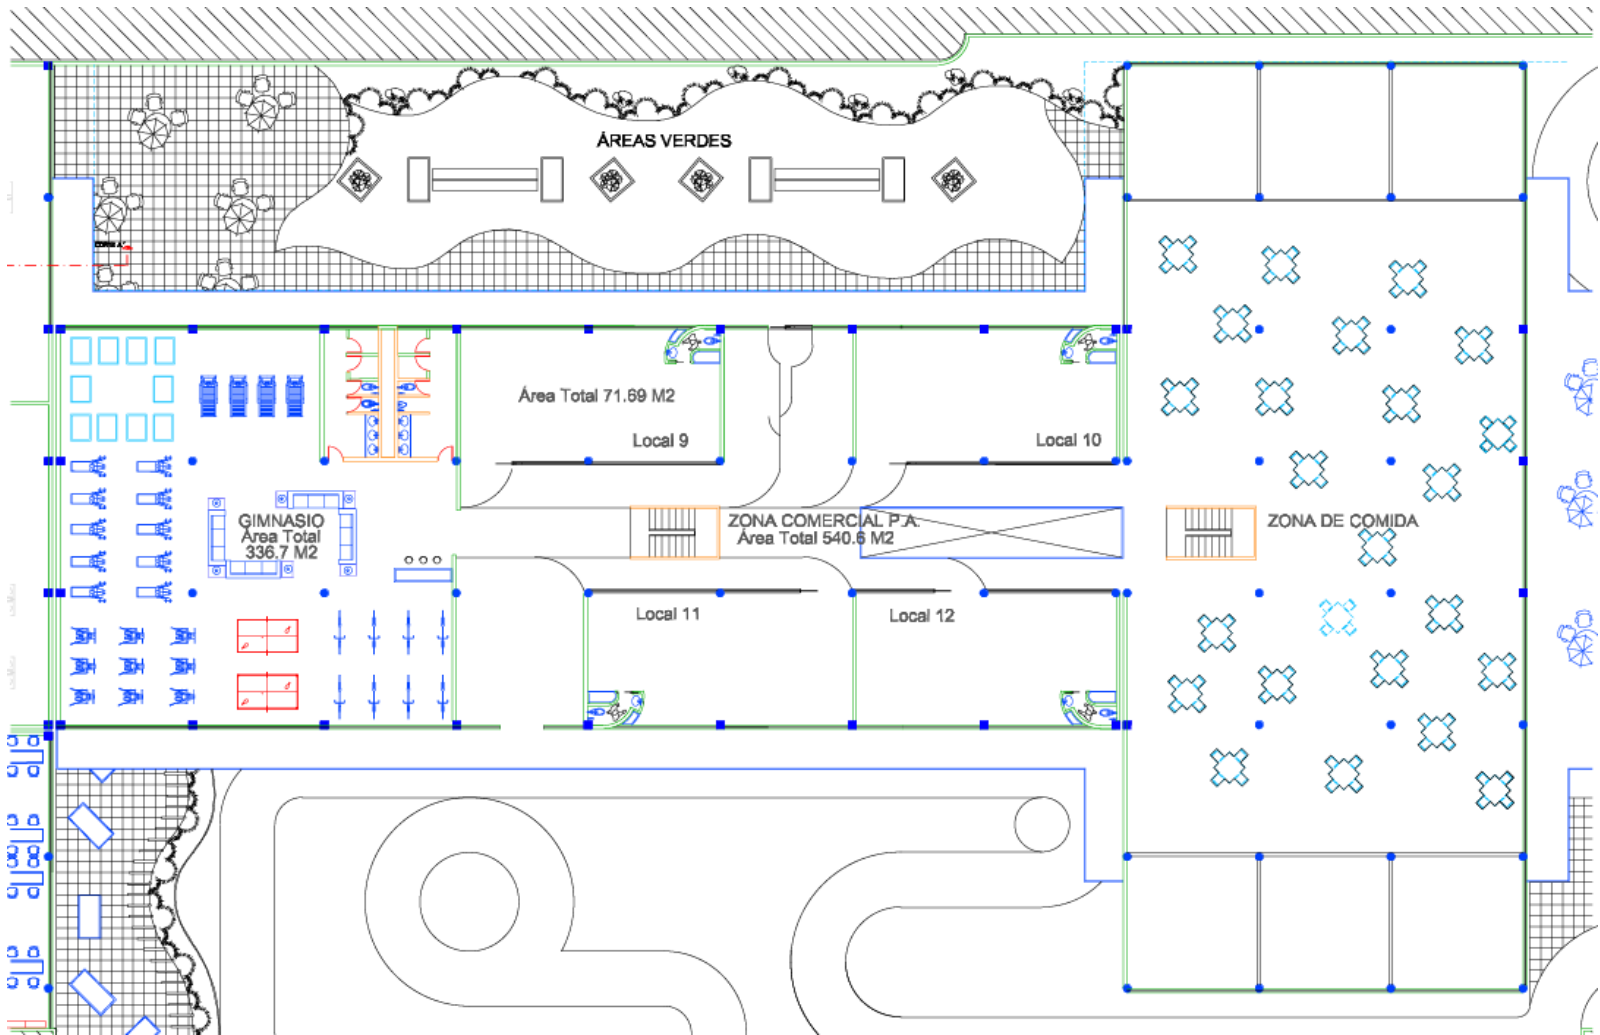 ÁREAS VERDES
Área Total 71.69 M2
Local 9
Local 10
GIMNASIO
Área Total
336.7 M2
ZONA COMERCIAL P.A.
Área Total 540.6 M2
ZONA DE COMIDA
Local 11
Local 12